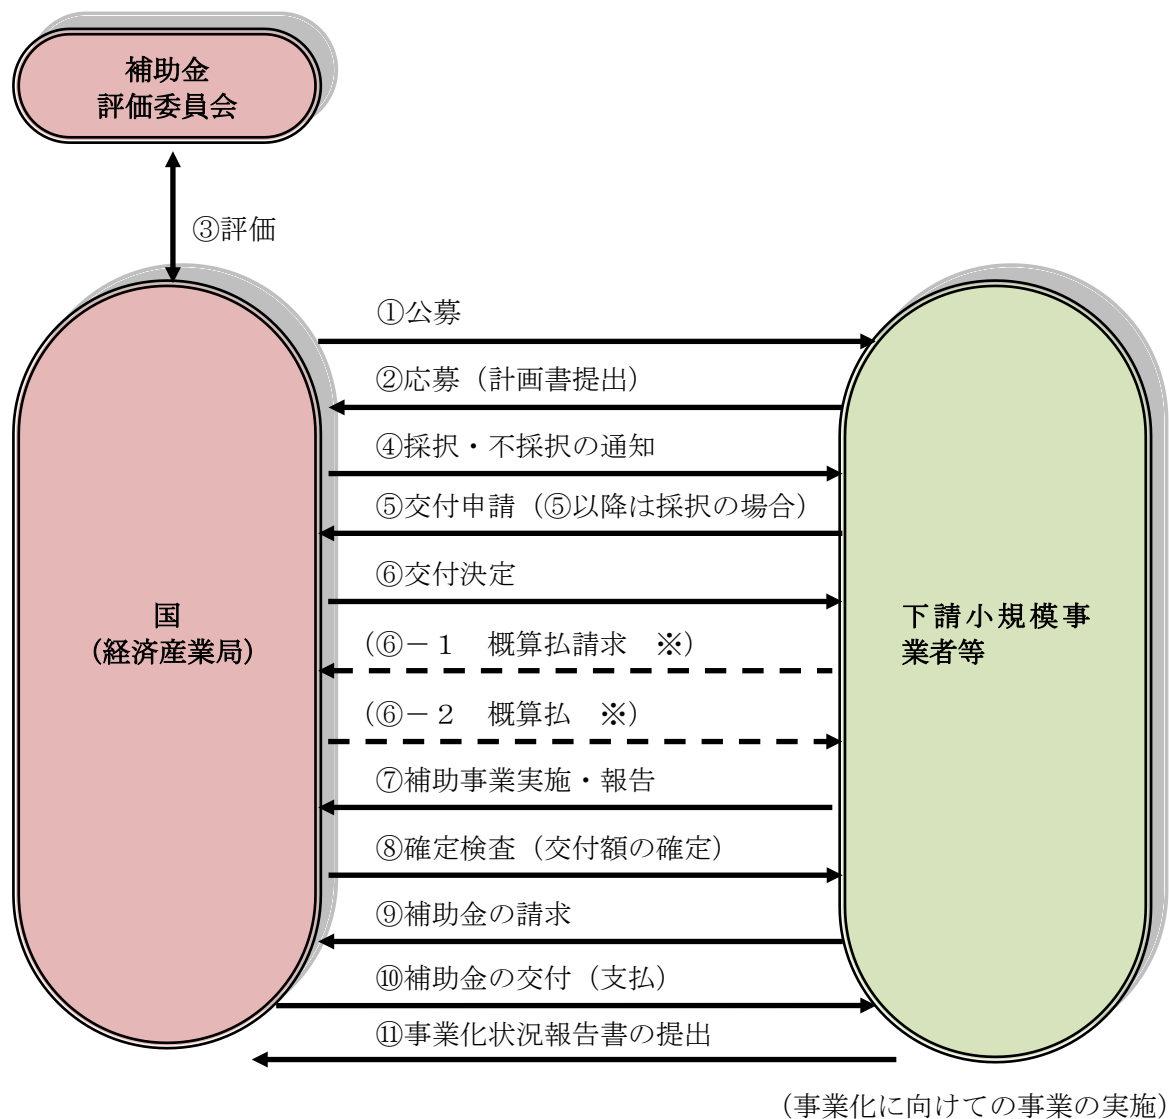 補助金
評価委員会
③評価
①公募
②応募（計画書提出）
④採択・不採択の通知
⑤交付申請（⑤以降は採択の場合）
⑥交付決定
国
（経済産業局）
下請小規模事
業者等
（⑥－１　概算払請求　※）
（⑥－２　概算払　※）
⑦補助事業実施・報告
⑧確定検査（交付額の確定）
⑨補助金の請求
⑩補助金の交付（支払）
⑪事業化状況報告書の提出
（事業化に向けての事業の実施）